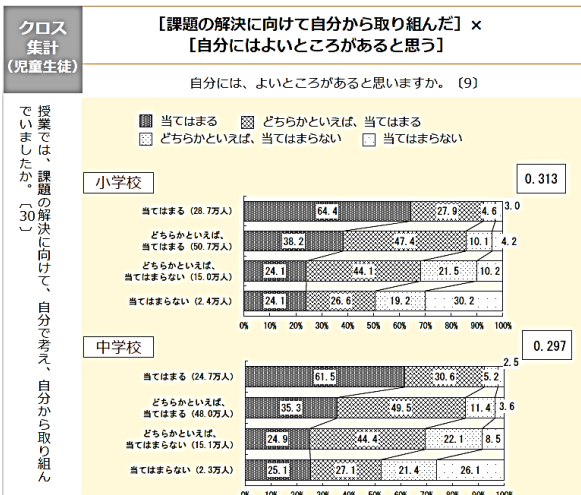 クロス
集計
(児童生徒)
［課題の解決に向けて自分から取り組んだ］×
［自分にはよいところがあると思う］
自分には、よいところがあると思いますか。〔9〕
授業では、課題の解決に向けて、自分で考え、自分から取り組ん
でいましたか。〔30〕
当てはまる
どちらかといえば、当てはまる
どちらかといえば、当てはまらない
当てはまらない
小学校
0.313
当てはまる（28.7万人）
64.4 27.9 4.6 3.0
どちらかといえば、
当てはまる（50.7万人）
38.2 47.4 10.1 4.2
どちらかといえば、
当てはまらない（15.0万人）
24.1 44.1 21.5 10.2
当てはまらない（2.4万人）
24.1 26.6 19.2 30.2
0% 10% 20% 30% 40% 50% 60% 70% 80% 90% 100%
中学校
0.297
当てはまる（24.7万人）
61.5 30.6 5.2 2.5
どちらかといえば、
当てはまる（48.0万人）
35.3 49.5 11.4 3.6
どちらかといえば、
当てはまらない（15.1万人）
24.9 44.4 22.1 8.5
当てはまらない（2.3万人）
25.1 27.1 21.4 26.1
0% 10% 20% 30% 40% 50% 60% 70% 80% 90% 100%